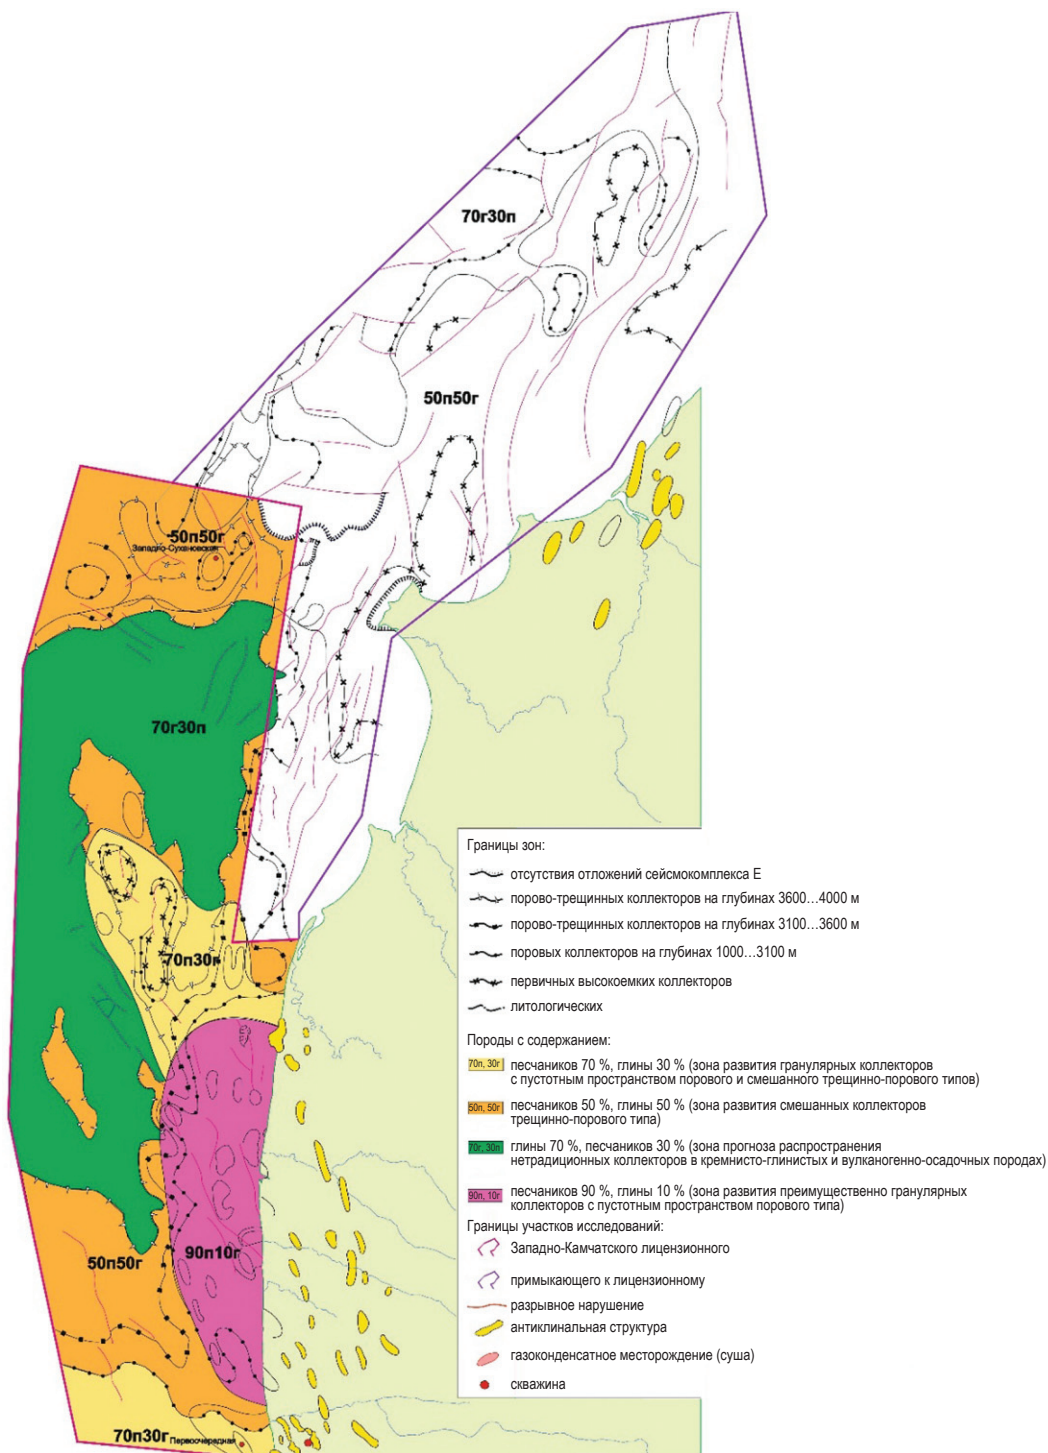 70г30п
50п50г
50п50г
Западно-Сухановская
70г30п
70п30г
90п10г
50п50г
70п30г
Первоочередная
Границы зон:
отсутствия отложений сейсмокомплекса Е
порово-трещинных коллекторов на глубинах 3600…4000 м
порово-трещинных коллекторов на глубинах 3100…3600 м
поровых коллекторов на глубинах 1000…3100 м
первичных высокоемких коллекторов
литологических
Породы с содержанием:
70п, 30г песчаников 70 %, глины 30 % (зона развития гранулярных коллекторов
с пустотным пространством порового и смешанного трещинно-порового типов)
50п, 50г песчаников 50 %, глины 50 % (зона развития смешанных коллекторов
трещинно-порового типа)
70г, 30п глины 70 %, песчаников 30 % (зона прогноза распространения
нетрадиционных коллекторов в кремнисто-глинистых и вулканогенно-осадочных породах)
90п, 10г песчаников 90 %, глины 10 % (зона развития преимущественно гранулярных
коллекторов с пустотным пространством порового типа)
Границы участков исследований:
Западно-Камчатского лицензионного
примыкающего к лицензионному
разрывное нарушение
антиклинальная структура
газоконденсатное месторождение (суша)
скважина